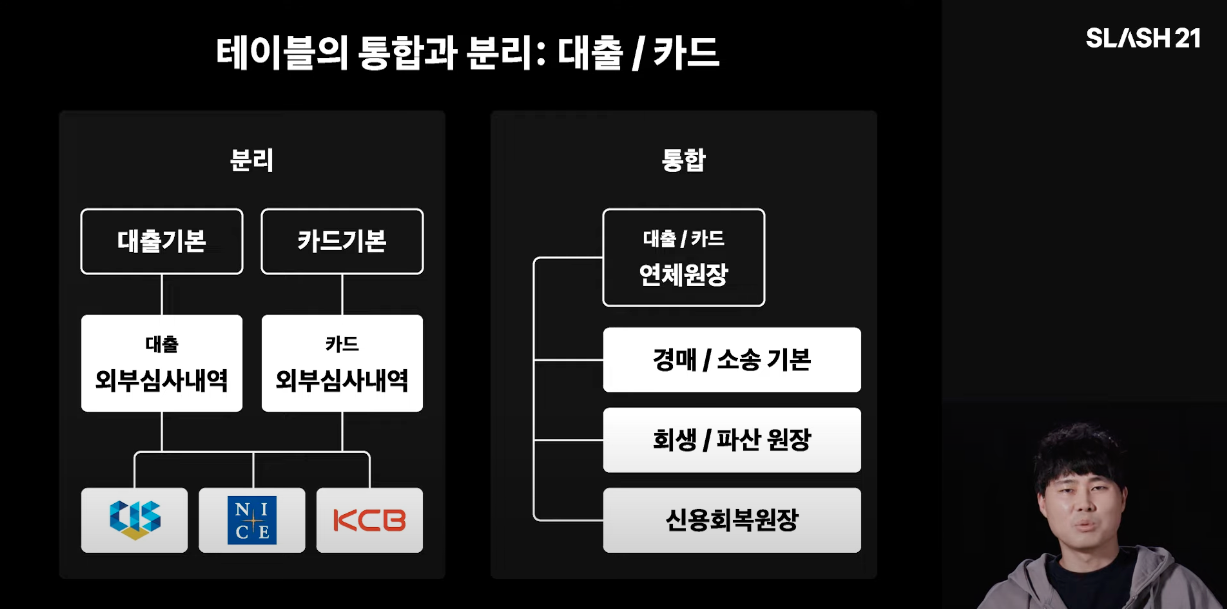 테이블의 통합과 분리: 대출 / 카드
SLASH 21
분리
대출기본
카드기본
대출
외부심사내역
카드
외부심사내역
CIS
NICE
KCB
통합
대출 / 카드
연체원장
경매 / 소송 기본
회생 / 파산 원장
신용회복원장